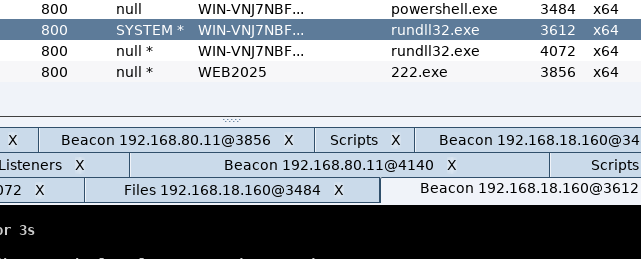 800 null WIN-VNJ7NBF... powershell.exe 3484 x64
800 SYSTEM * WIN-VNJ7NBF... rundll32.exe 3612 x64
800 null * WIN-VNJ7NBF... rundll32.exe 4072 x64
800 null * WEB2025 222.exe 3856 x64
X Beacon 192.168.80.11@3856 X Scripts X Beacon 192.168.18.160@34
Listeners X Beacon 192.168.80.11@4140 X Scripts
072 X Files 192.168.18.160@3484 X Beacon 192.168.18.160@3612
or 3s